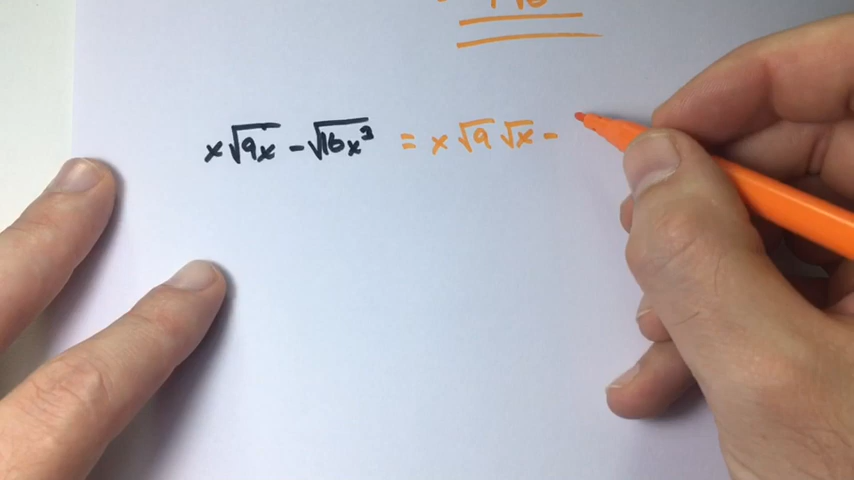 x√9x - √16x³ = x √9 √x -